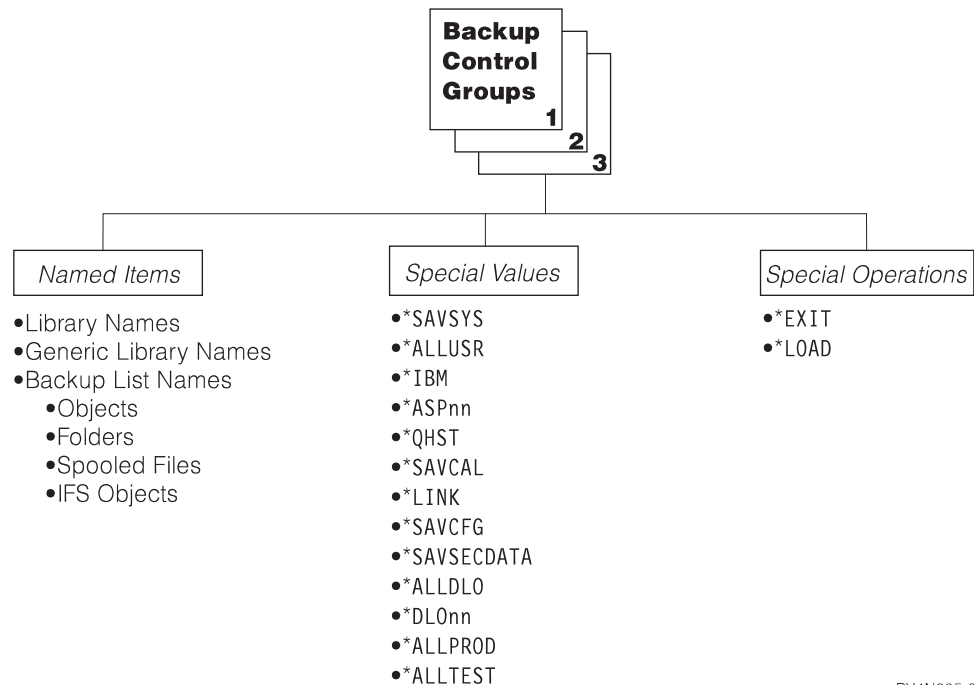 Backup
Control
Groups
1
2
3
Named Items
•Library Names
•Generic Library Names
•Backup List Names
•Objects
•Folders
•Spooled Files
•IFS Objects
Special Values
•*SAVSYS
•*ALLUSR
•*IBM
•*ASPnn
•*QHST
•*SAVCAL
•*LINK
•*SAVCFG
•*SAVSECDATA
•*ALLDLO
•*DLOnn
•*ALLPROD
•*ALLTEST
Special Operations
•*EXIT
•*LOAD